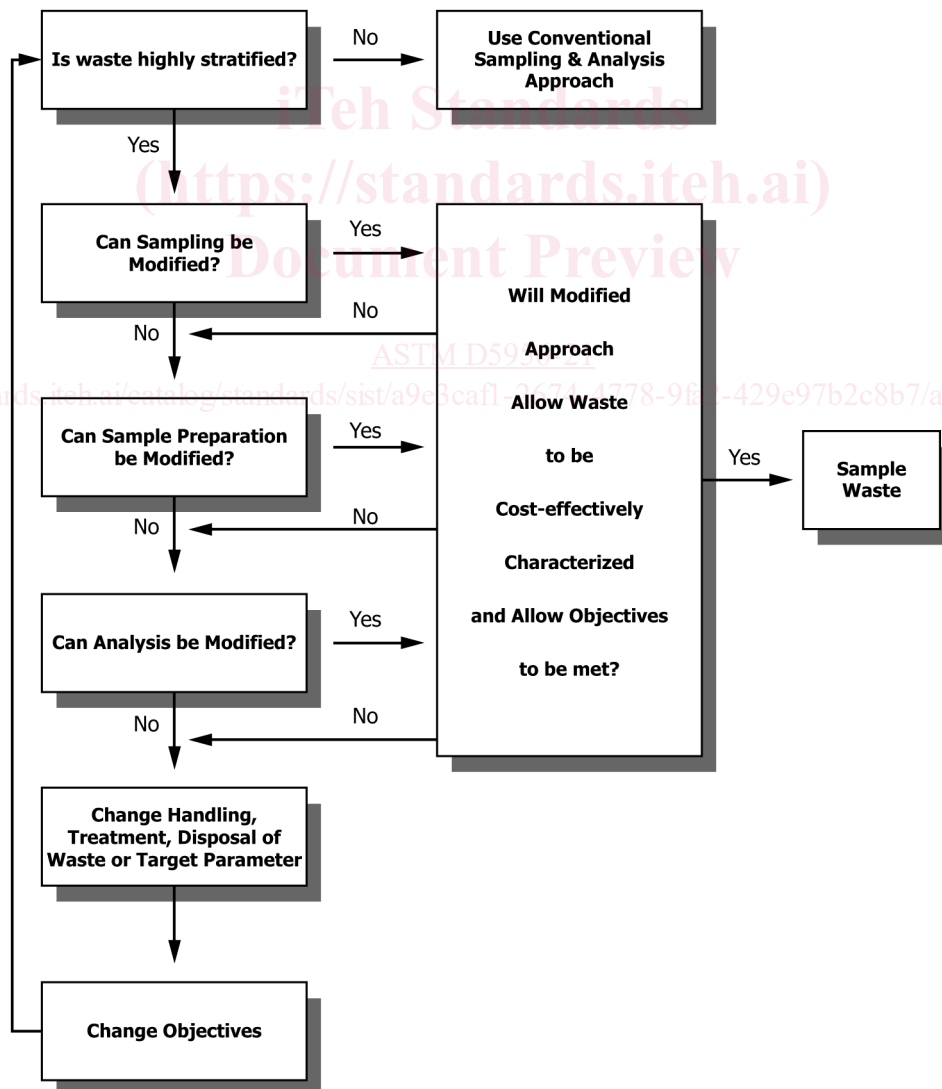 Is waste highly stratified?
No
Use Conventional
Sampling & Analysis
Approach
Yes
iTeh Standards
(https://standards.iteh.ai)
Document Preview
Can Sampling be
Modified?
Yes
No
No
Will Modified
Approach
Allow Waste
to be
Cost-effectively
Characterized
and Allow Objectives
to be met?
ASTM
Can Sample Preparation
be Modified?
Yes
No
No
Yes
Sample
Waste
Can Analysis be Modified?
Yes
No
No
Change Handling,
Treatment, Disposal of
Waste or Target Parameter
Change Objectives